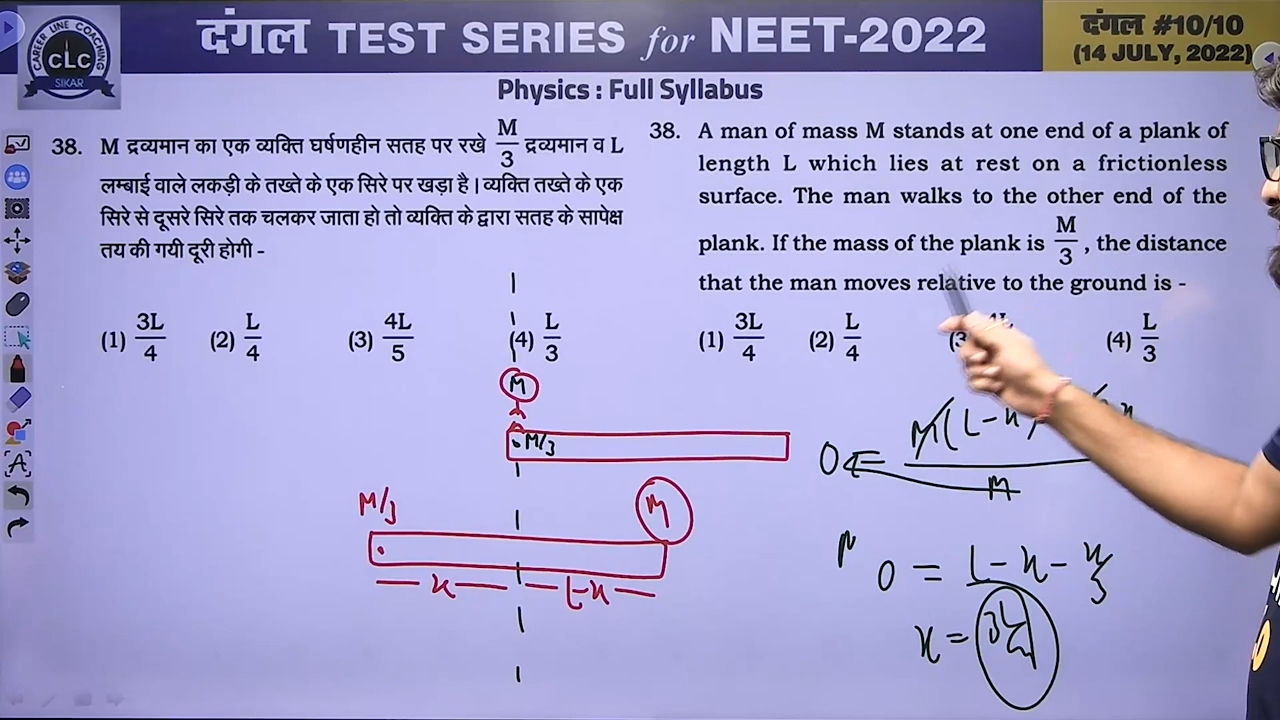 दंगल TEST SERIES for NEET-2022
दंगल #10/10
(14 JULY, 2022)
CAREER LINE COACHING
CLC
SIKAR
Physics : Full Syllabus
38. M द्रव्यमान का एक व्यक्ति घर्षणहीन सतह पर रखे M/3 द्रव्यमान व L
लम्बाई वाले लकड़ी के तख्ते के एक सिरे पर खड़ा है। व्यक्ति तख्ते के एक
सिरे से दूसरे सिरे तक चलकर जाता हो तो व्यक्ति के द्वारा सतह के सापेक्ष
तय की गयी दूरी होगी -
(1) 3L/4 (2) L/4 (3) 4L/5 (4) L/3
38. A man of mass M stands at one end of a plank of
length L which lies at rest on a frictionless
surface. The man walks to the other end of the
plank. If the mass of the plank is M/3, the distance
that the man moves relative to the ground is -
(1) 3L/4 (2) L/4 (3 (4) L/3
M
M/3
M/3
M
x L-x
0 M(L-x)
M
0 = L-x-x/3
x = 3L/4